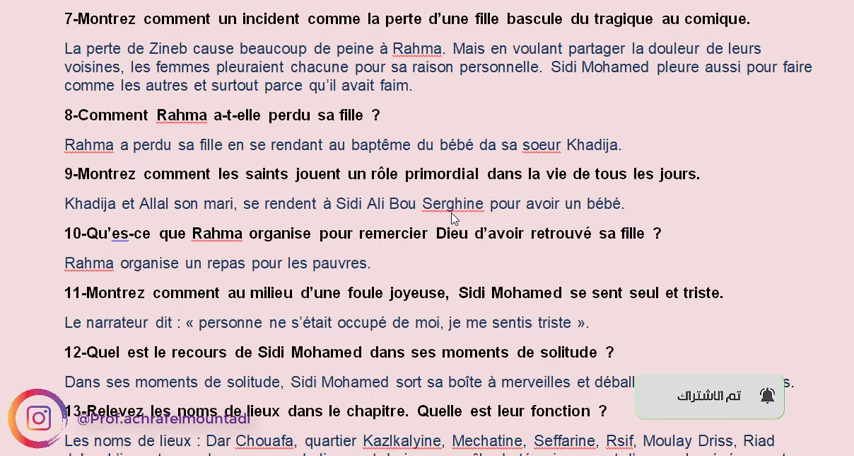 7-Montrez comment un incident comme la perte d'une fille bascule du tragique au comique.
La perte de Zineb cause beaucoup de peine à Rahma. Mais en voulant partager la douleur de leurs
voisines, les femmes pleuraient chacune pour sa raison personnelle. Sidi Mohamed pleure aussi pour faire
comme les autres et surtout parce qu'il avait faim.
8-Comment Rahma a-t-elle perdu sa fille ?
Rahma a perdu sa fille en se rendant au baptême du bébé da sa soeur Khadija.
9-Montrez comment les saints jouent un rôle primordial dans la vie de tous les jours.
Khadija et Allal son mari, se rendent à Sidi Ali Bou Serghine pour avoir un bébé.
10-Qu'es-ce que Rahma organise pour remercier Dieu d'avoir retrouvé sa fille ?
Rahma organise un repas pour les pauvres.
11-Montrez comment au milieu d'une foule joyeuse, Sidi Mohamed se sent seul et triste.
Le narrateur dit : « personne ne s'était occupé de moi, je me sentis triste ».
12-Quel est le recours de Sidi Mohamed dans ses moments de solitude ?
Dans ses moments de solitude, Sidi Mohamed sort sa boîte à merveilles et
تم الاشتراك
13-Relevez les noms de lieux dans le chapitre. Quelle est leur fonction ?
@Prof.achrafelmountadi
Les noms de lieux : Dar Chouafa, quartier Kazlkalyine, Mechatine, Seffarine, Rsif, Moulay Driss, Riad